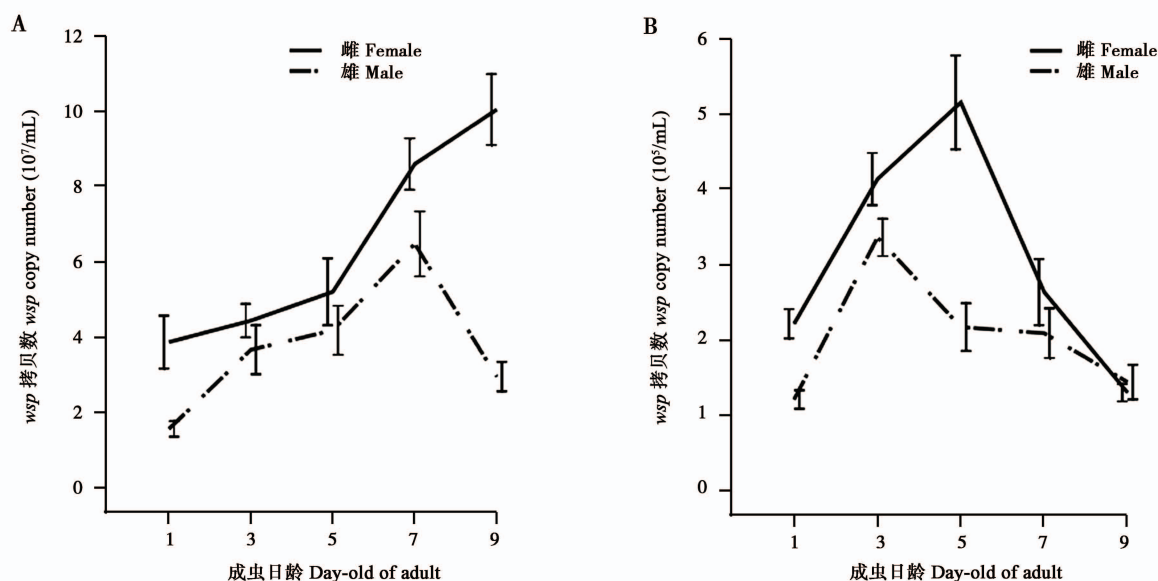 A
雌 Female
雄 Male
wsp 拷贝数 wsp copy number (10⁷/mL)
12
10
8
6
4
2
0
1 3 5 7 9
成虫日龄 Day-old of adult
B
雌 Female
雄 Male
wsp 拷贝数 wsp copy number (10⁵/mL)
6
5
4
3
2
1
0
1 3 5 7 9
成虫日龄 Day-old of adult